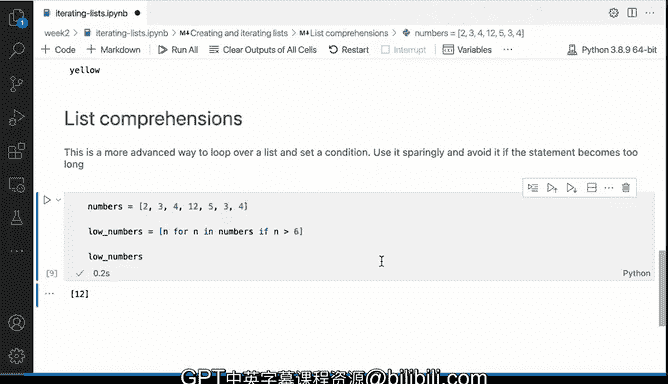 iterating-lists.ipynb
week2 > iterating-lists.ipynb > M↓Creating and iterating lists > M↓List comprehensions > numbers = [2, 3, 4, 12, 5, 3, 4]
+ Code + Markdown Run All Clear Outputs of All Cells Restart Interrupt Variables ... Python 3.8.9 64-bit
yellow
List comprehensions
This is a more advanced way to loop over a list and set a condition. Use it sparingly and avoid it if the statement becomes too
long
numbers = [2, 3, 4, 12, 5, 3, 4]
low_numbers = [n for n in numbers if n > 6]
low_numbers
[9] ✓ 0.2s Python
... [12]
GPT中英字幕课程资源@bilibili.com